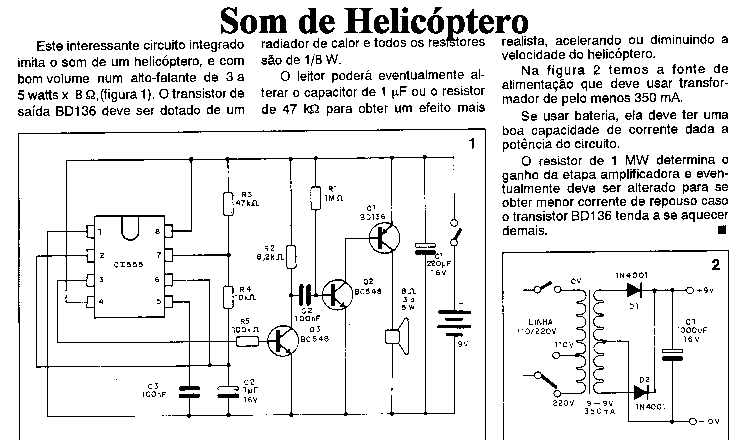 Som de Helicóptero
Este interessante circuito integrado
imita o som de um helicóptero, e com
bom volume num alto-falante de 3 a
5 watts x 8 Ω, (figura 1). O transistor de
saída BD136 deve ser dotado de um
radiador de calor e todos os resistores
são de 1/8 W.
O leitor poderá eventualmente al-
terar o capacitor de 1 µF ou o resistor
de 47 kΩ para obter um efeito mais
realista, acelerando ou diminuindo a
velocidade do helicóptero.
Na figura 2 temos a fonte de
alimentação que deve usar transfor-
mador de pelo menos 350 mA.
Se usar bateria, ela deve ter uma
boa capacidade de corrente dada a
potência do circuito.
O resistor de 1 MW determina o
ganho da etapa amplificadora e even-
tualmente deve ser alterado para se
obter menor corrente de repouso caso
o transistor BD136 tenda a se aquecer
demais.
1
1
2
3
4
8
7
6
5
CI555
R3
47kΩ
R4
10kΩ
R5
100kΩ
R2
8,2kΩ
R1
1MΩ
Q1
BD136
Q2
BC548
Q3
BC548
C2
100nF
C3
100nF
C2
1µF
16V
C1
220µF
16V
8Ω
3 a
5W
9V
2
0V
LINHA
110/220V
110V
220V
9-9V
350mA
1N4001
D1
D2
1N4001
C1
1000µF
16V
+9V
-0V